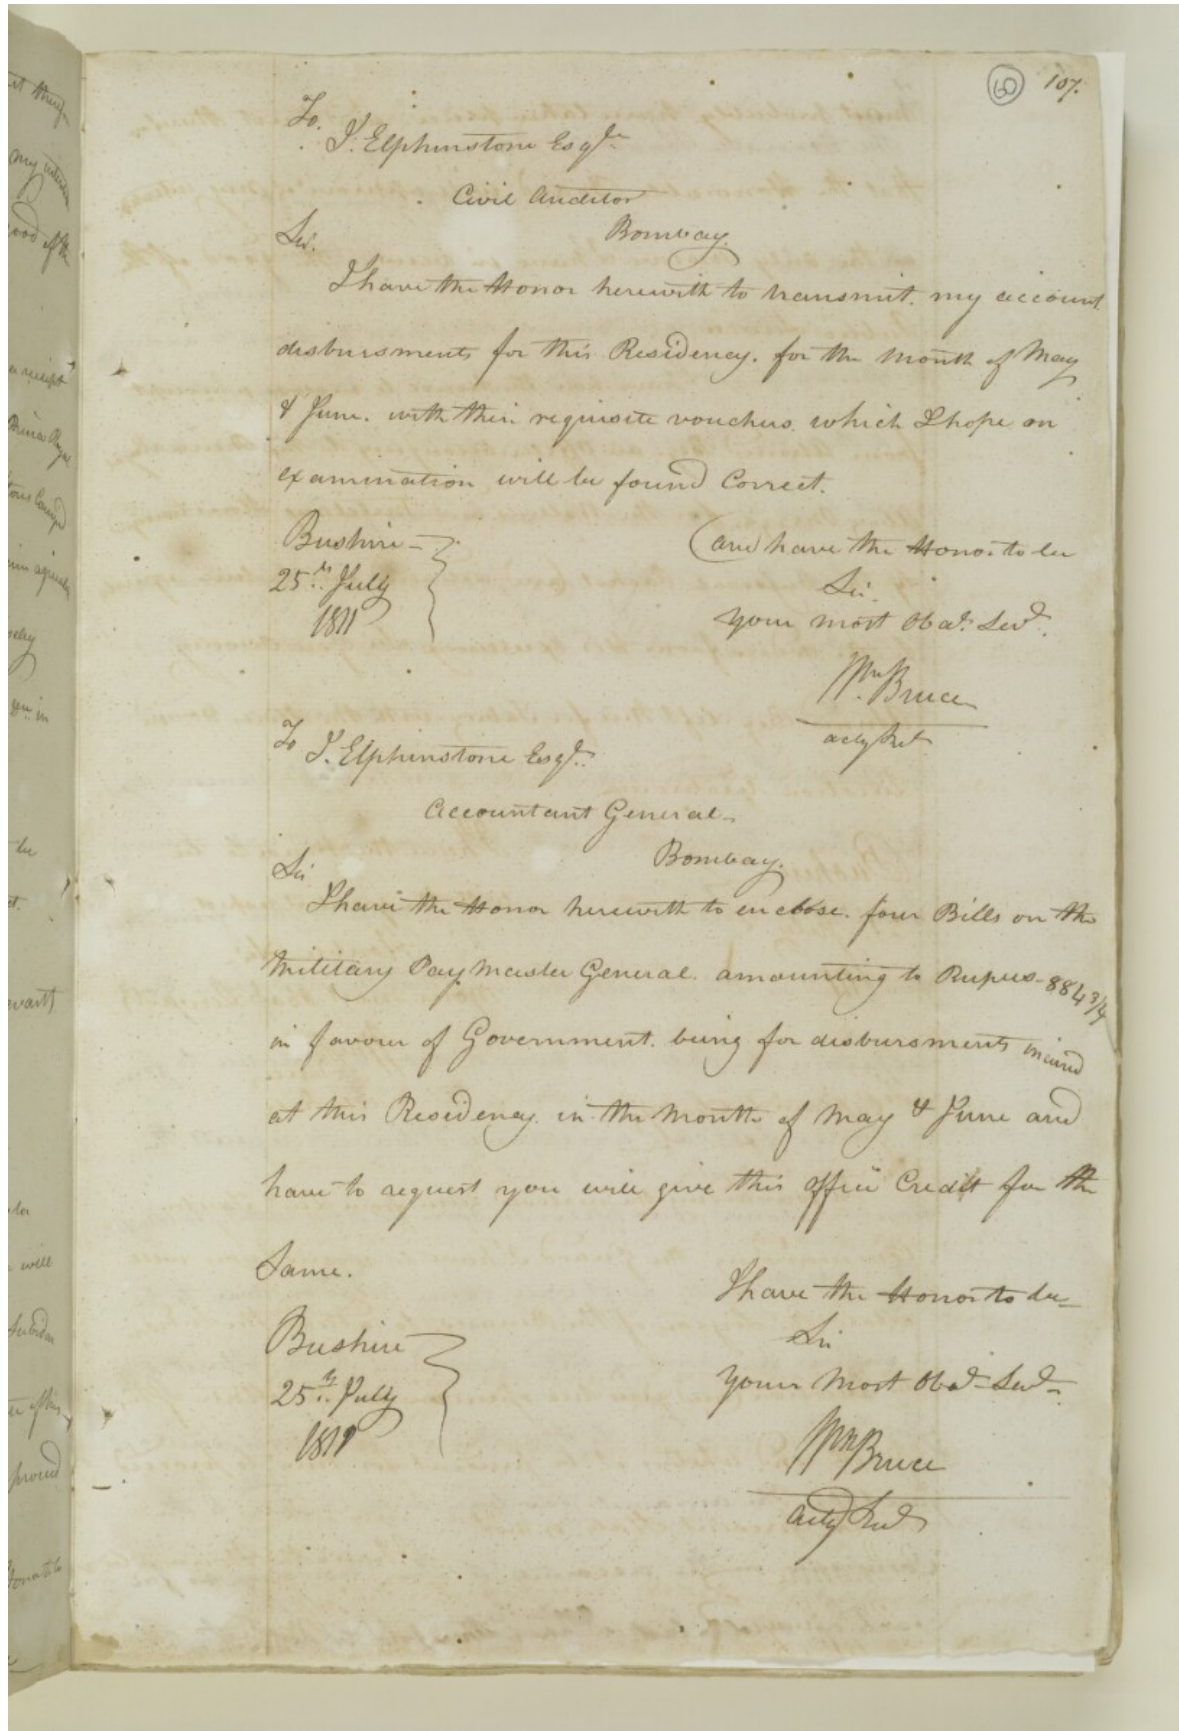 60 107.
To.
J. Elphinstone Esqre
Civil Auditor
Bombay.
Sir.
I have the Honor herewith to transmit. my account
disbursments for this Residency. for the Month of May
& June. with their requisite vouchers. which I hope on
examination will be found Correct.
Bushire
25th. July
1811
and have the Honor to be
Sir.
Your most Obdt. Servt.
Wm. Bruce
Actg Rest
To J. Elphinstone Esqr.
Accountant General
Bombay.
Sir
I have the Honor herewith to enclose. four Bills on the
Military Pay Master General. amounting to Rupees 884 3/4
in favour of Government. being for disbursments incured
at this Residency. in the Month of May & June and
have to request you will give this office Credit for the
Same.
I have the Honor to be
Sir
Your Most Obdt Servt
Bushire
25th. July
1811
Wm Bruce
Actg Rest